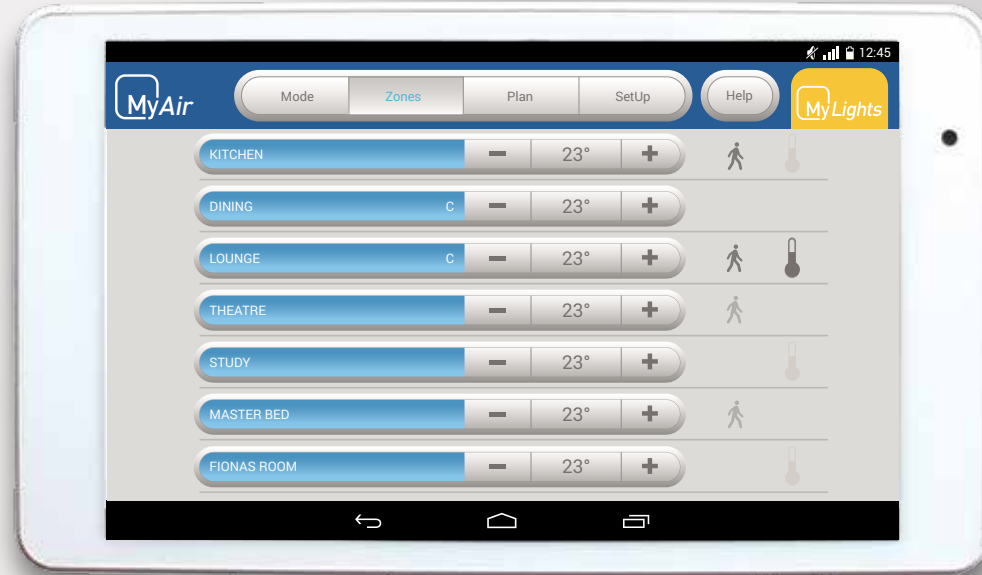 12:45
MyAir
Mode Zones Plan SetUp Help
MyLights
KITCHEN 23°
DINING C 23°
LOUNGE C 23°
THEATRE 23°
STUDY 23°
MASTER BED 23°
FIONAS ROOM 23°